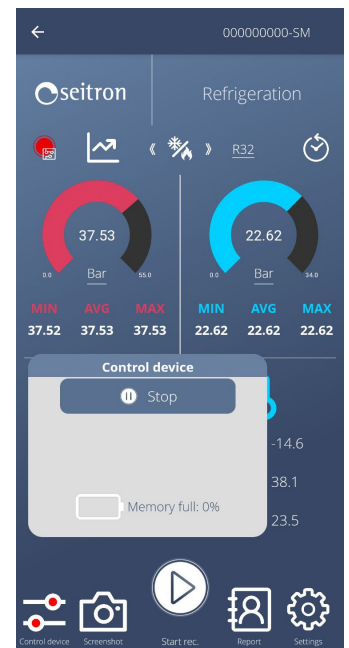 000000000-SM
seitron Refrigeration
《 》 R32
37.53 22.62
0.0 Bar 55.0 0.0 Bar 34.0
MIN AVG MAX MIN AVG MAX
37.52 37.53 37.53 22.62 22.62 22.62
Control device
Stop
-14.6
38.1
Memory full: 0%
23.5
Control device Screenshot Start rec. Report Settings